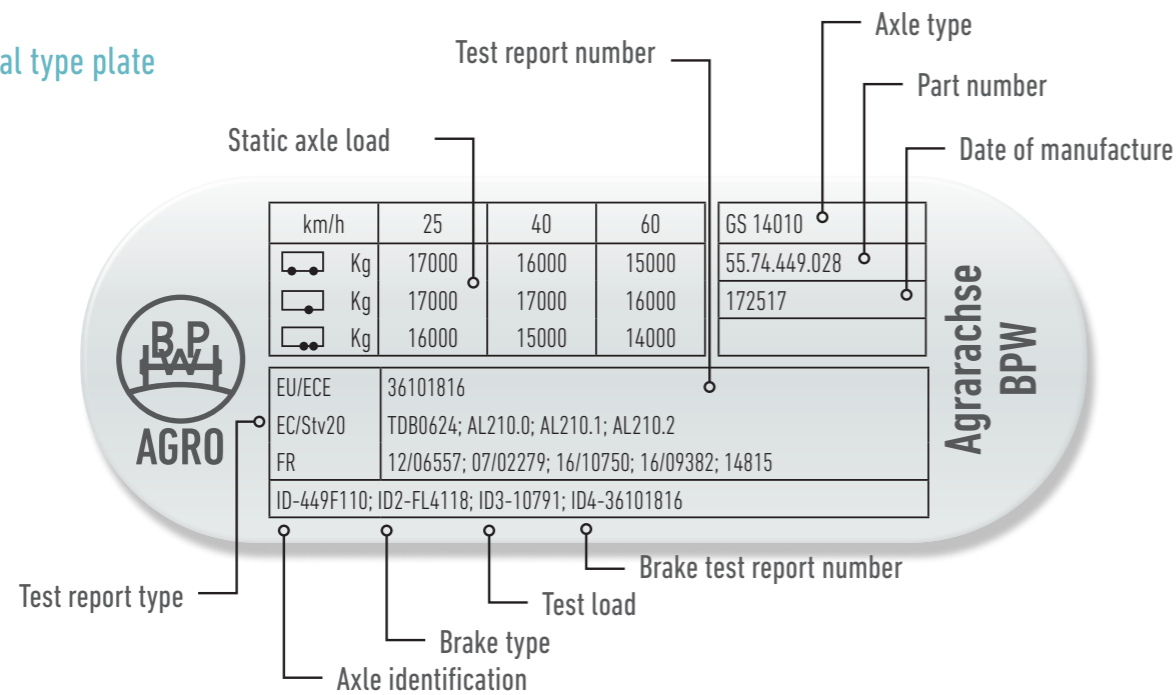 al type plate
Test report number
Axle type
Part number
Static axle load
Date of manufacture
km/h 25 40 60
Kg 17000 16000 15000
Kg 17000 17000 16000
Kg 16000 15000 14000
GS 14010
55.74.449.028
172517
BPW
AGRO
EU/ECE 36101816
EC/Stv20 TDB0624; AL210.0; AL210.1; AL210.2
FR 12/06557; 07/02279; 16/10750; 16/09382; 14815
ID-449F110; ID2-FL4118; ID3-10791; ID4-36101816
Agrarachse
BPW
Test report type
Brake test report number
Test load
Brake type
Axle identification